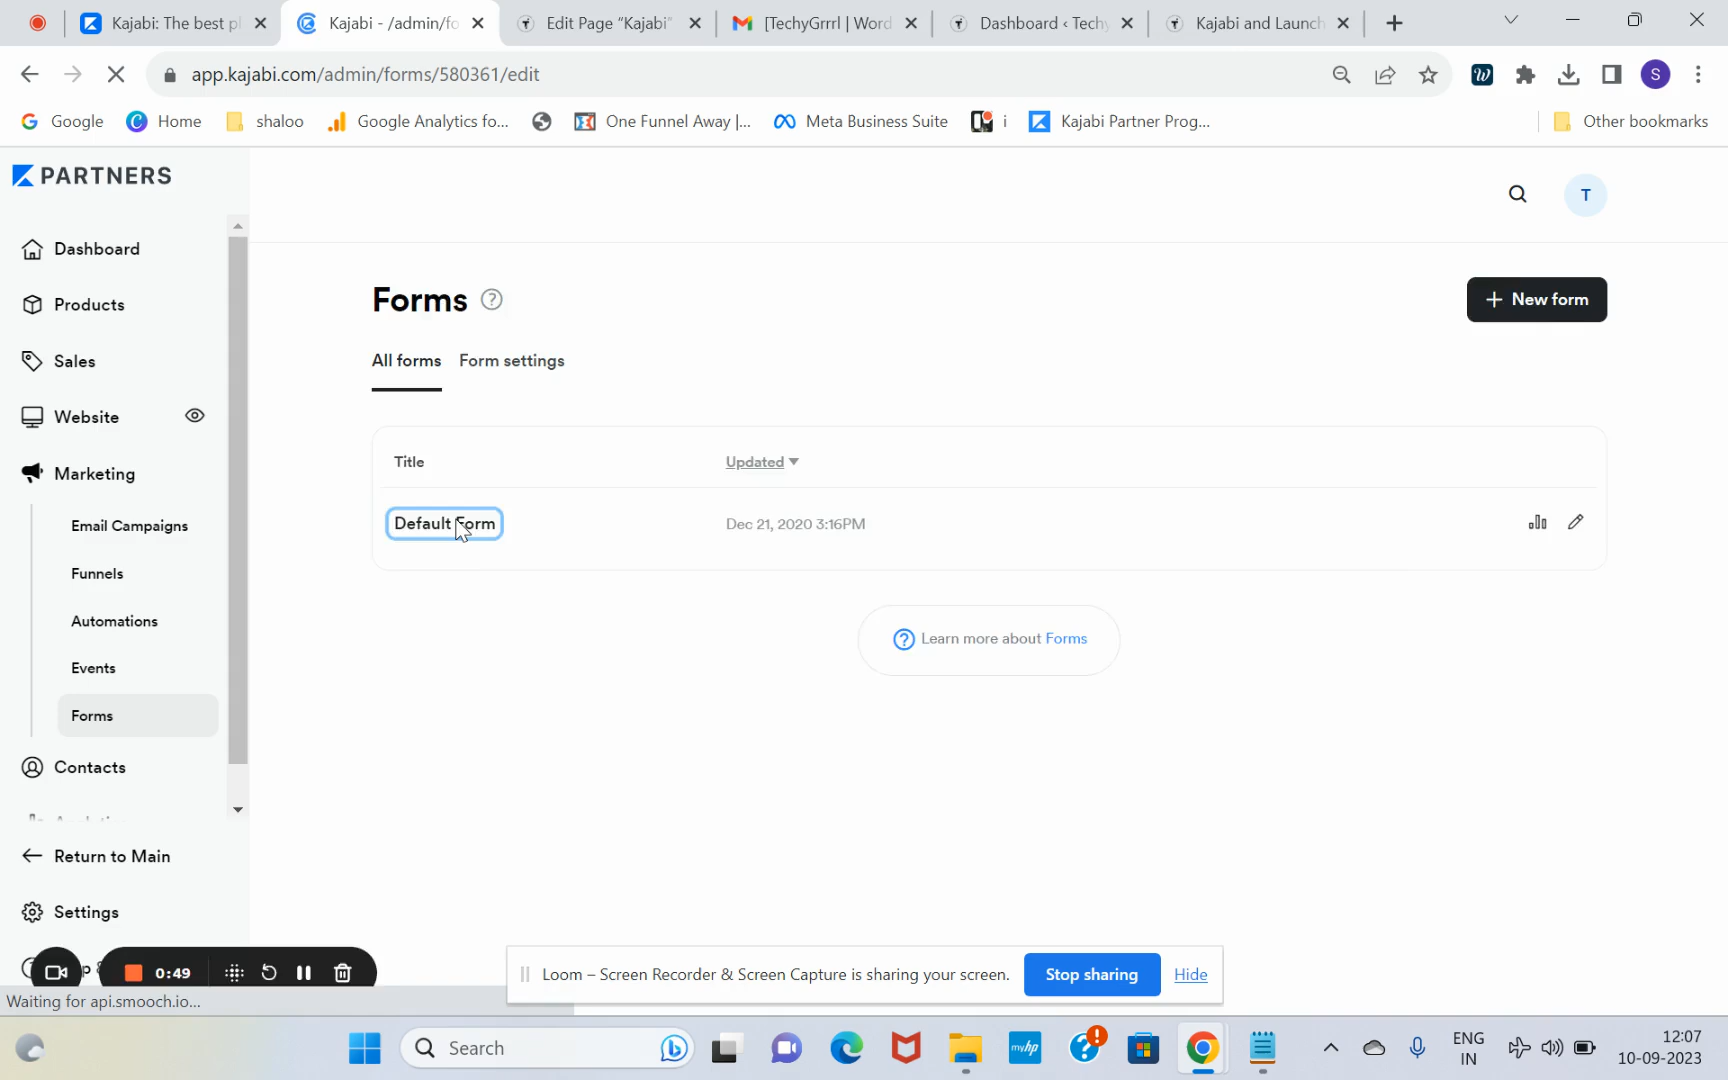 Kajabi: The best pl
Kajabi - /admin/fo
Edit Page "Kajabi"
[TechyGrrrl | Word
Dashboard ‹ Techy
Kajabi and Launch
app.kajabi.com/admin/forms/580361/edit
S
Google
Home
shaloo
Google Analytics fo...
One Funnel Away |...
Meta Business Suite
i
Kajabi Partner Prog...
Other bookmarks
PARTNERS
T
Dashboard
Products
Sales
Website
Marketing
Email Campaigns
Funnels
Automations
Events
Forms
Contacts
Return to Main
Settings
Forms
New form
All forms
Form settings
Title
Updated
Default Form
Dec 21, 2020 3:16PM
Learn more about Forms
0:49
Loom – Screen Recorder & Screen Capture is sharing your screen.
Stop sharing
Hide
Waiting for api.smooch.io...
Search
myhp
ENG
IN
12:07
10-09-2023